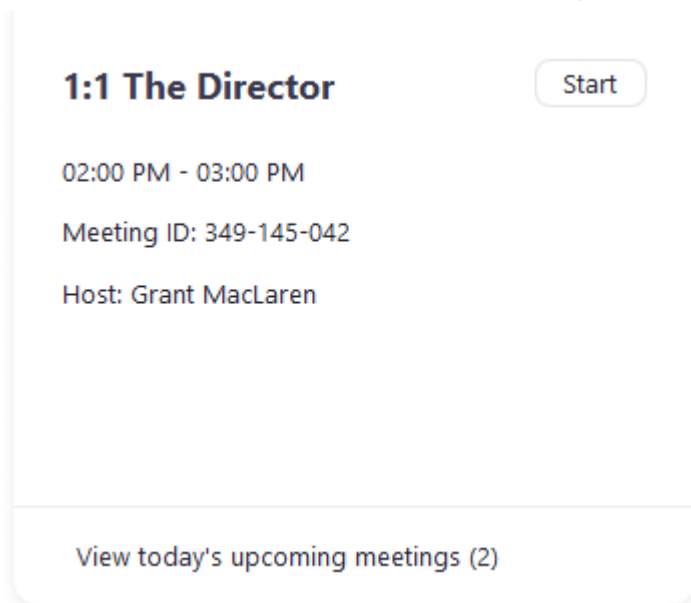 1:1 The Director
Start
02:00 PM - 03:00 PM
Meeting ID: 349-145-042
Host: Grant MacLaren
View today's upcoming meetings (2)